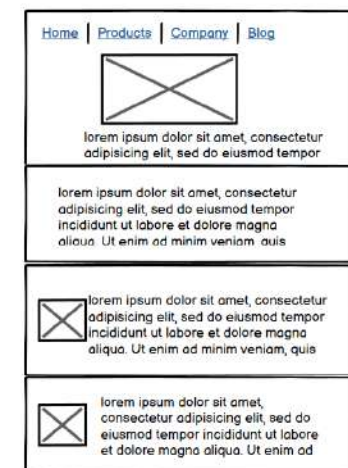 Home Products Company Blog
lorem ipsum dolor sit amet, consectetur
adipisicing elit, sed do eiusmod tempor
lorem ipsum dolor sit amet, consectetur
adipisicing elit, sed do eiusmod tempor
incididunt ut labore et dolore magna
aliqua. Ut enim ad minim veniam, quis
lorem ipsum dolor sit amet, consectetur
adipisicing elit, sed do eiusmod tempor
incididunt ut labore et dolore magna
aliqua. Ut enim ad minim veniam, quis
lorem ipsum dolor sit amet,
consectetur adipisicing elit, sed do
eiusmod tempor incididunt ut labore
et dolore magna aliqua. Ut enim ad